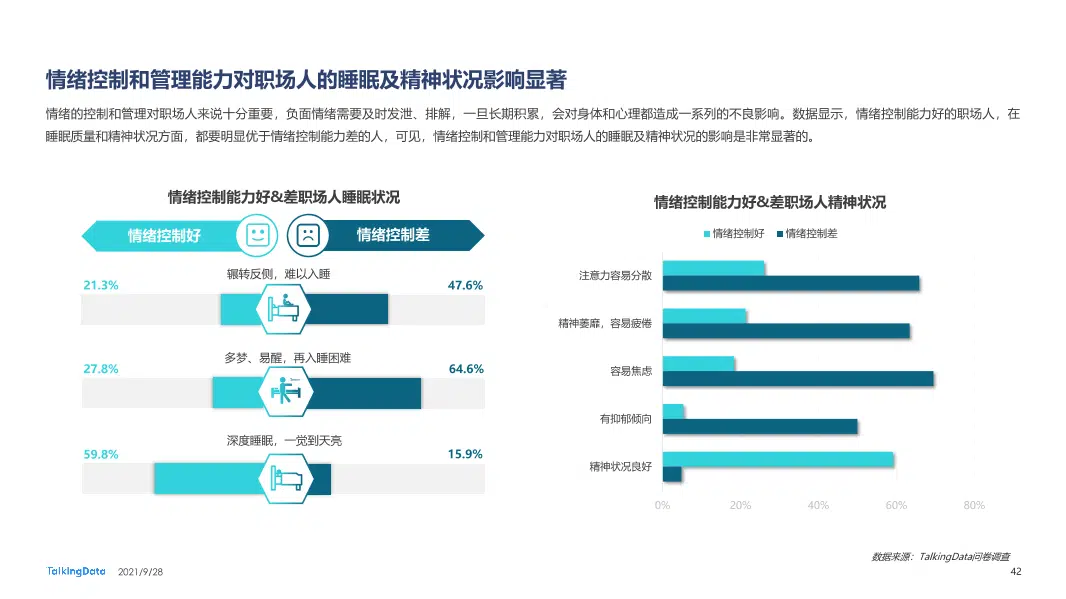 情绪控制和管理能力对职场人的睡眠及精神状况影响显著
情绪的控制和管理对职场人来说十分重要，负面情绪需要及时发泄、排解，一旦长期积累，会对身体和心理都造成一系列的不良影响。数据显示，情绪控制能力好的职场人，在
睡眠质量和精神状况方面，都要明显优于情绪控制能力差的人，可见，情绪控制和管理能力对职场人的睡眠及精神状况的影响是非常显著的。
情绪控制能力好&差职场人睡眠状况
情绪控制好
情绪控制差
辗转反侧，难以入睡
21.3%
47.6%
多梦、易醒，再入睡困难
27.8%
64.6%
深度睡眠，一觉到天亮
59.8%
15.9%
情绪控制能力好&差职场人精神状况
情绪控制好
情绪控制差
注意力容易分散
精神萎靡，容易疲倦
容易焦虑
有抑郁倾向
精神状况良好
0%
20%
40%
60%
80%
数据来源：TalkingData问卷调查
TalkingData
2021/9/28
42